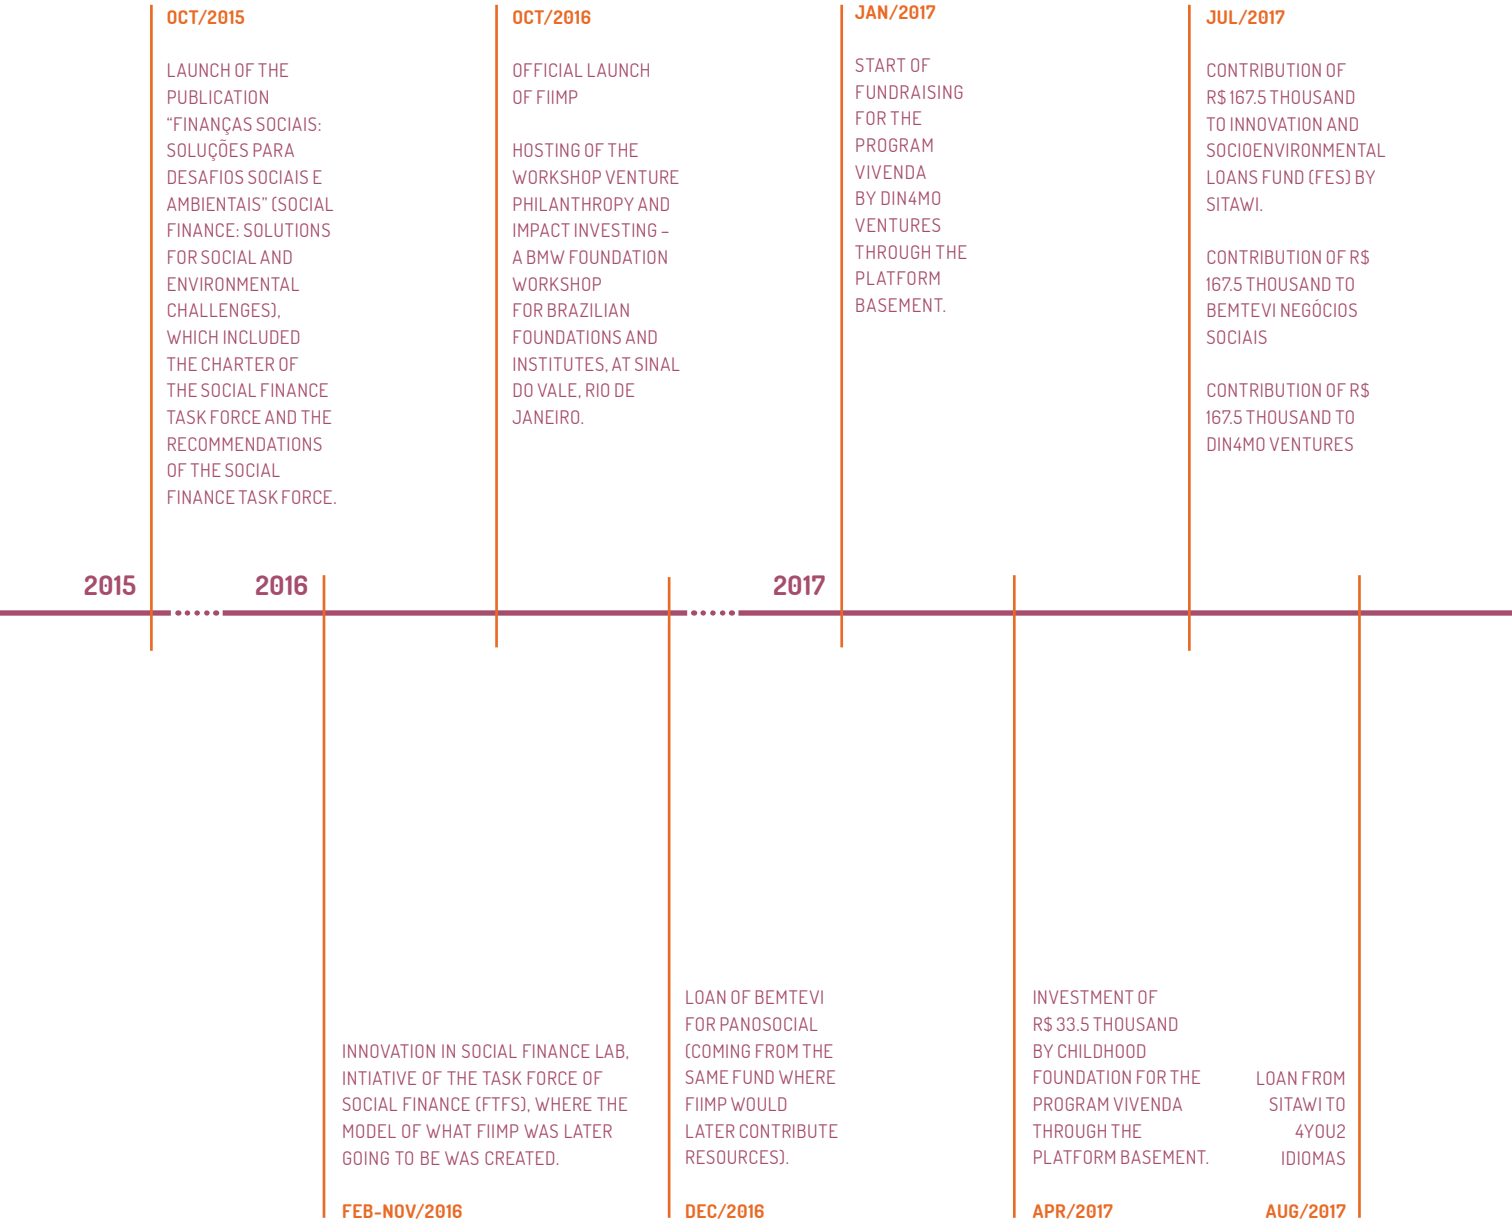 OCT/2015
LAUNCH OF THE
PUBLICATION
“FINANÇAS SOCIAIS:
SOLUÇÕES PARA
DESAFIOS SOCIAIS E
AMBIENTAIS” (SOCIAL
FINANCE: SOLUTIONS
FOR SOCIAL AND
ENVIRONMENTAL
CHALLENGES),
WHICH INCLUDED
THE CHARTER OF
THE SOCIAL FINANCE
TASK FORCE AND THE
RECOMMENDATIONS
OF THE SOCIAL
FINANCE TASK FORCE.
OCT/2016
OFFICIAL LAUNCH
OF FIIMP
HOSTING OF THE
WORKSHOP VENTURE
PHILANTHROPY AND
IMPACT INVESTING –
A BMW FOUNDATION
WORKSHOP
FOR BRAZILIAN
FOUNDATIONS AND
INSTITUTES, AT SINAL
DO VALE, RIO DE
JANEIRO.
JAN/2017
START OF
FUNDRAISING
FOR THE
PROGRAM
VIVENDA
BY DIN4MO
VENTURES
THROUGH THE
PLATFORM
BASEMENT.
JUL/2017
CONTRIBUTION OF
R$ 167.5 THOUSAND
TO INNOVATION AND
SOCIOENVIRONMENTAL
LOANS FUND (FES) BY
SITAWI.
CONTRIBUTION OF R$
167.5 THOUSAND TO
BEMTEVI NEGÓCIOS
SOCIAIS
CONTRIBUTION OF R$
167.5 THOUSAND TO
DIN4MO VENTURES
2015
2016
2017
INNOVATION IN SOCIAL FINANCE LAB,
INTIATIVE OF THE TASK FORCE OF
SOCIAL FINANCE (FTFS), WHERE THE
MODEL OF WHAT FIIMP WAS LATER
GOING TO BE WAS CREATED.
FEB-NOV/2016
LOAN OF BEMTEVI
FOR PANOSOCIAL
(COMING FROM THE
SAME FUND WHERE
FIIMP WOULD
LATER CONTRIBUTE
RESOURCES).
DEC/2016
INVESTMENT OF
R$ 33.5 THOUSAND
BY CHILDHOOD
FOUNDATION FOR THE
PROGRAM VIVENDA
THROUGH THE
PLATFORM BASEMENT.
APR/2017
LOAN FROM
SITAWI TO
4YOU2
IDIOMAS
AUG/2017